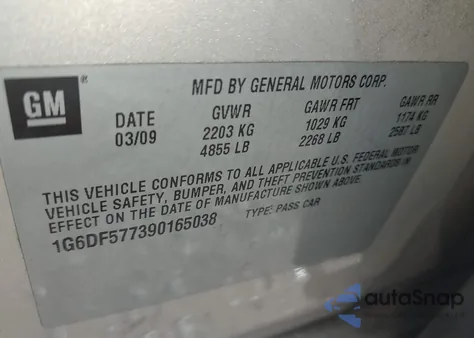 GM ®
MFD BY GENERAL MOTORS CORP.
DATE GVWR GAWR FRT GAWR RR
03/09 2203 KG 1029 KG 1174 KG
4855 LB 2268 LB 2587 LB
THIS VEHICLE CONFORMS TO ALL APPLICABLE U.S. FEDERAL MOTOR
VEHICLE SAFETY, BUMPER, AND THEFT PREVENTION STANDARDS IN
EFFECT ON THE DATE OF MANUFACTURE SHOWN ABOVE.
1G6DF577390165038 TYPE: PASS CAR
autoSnap